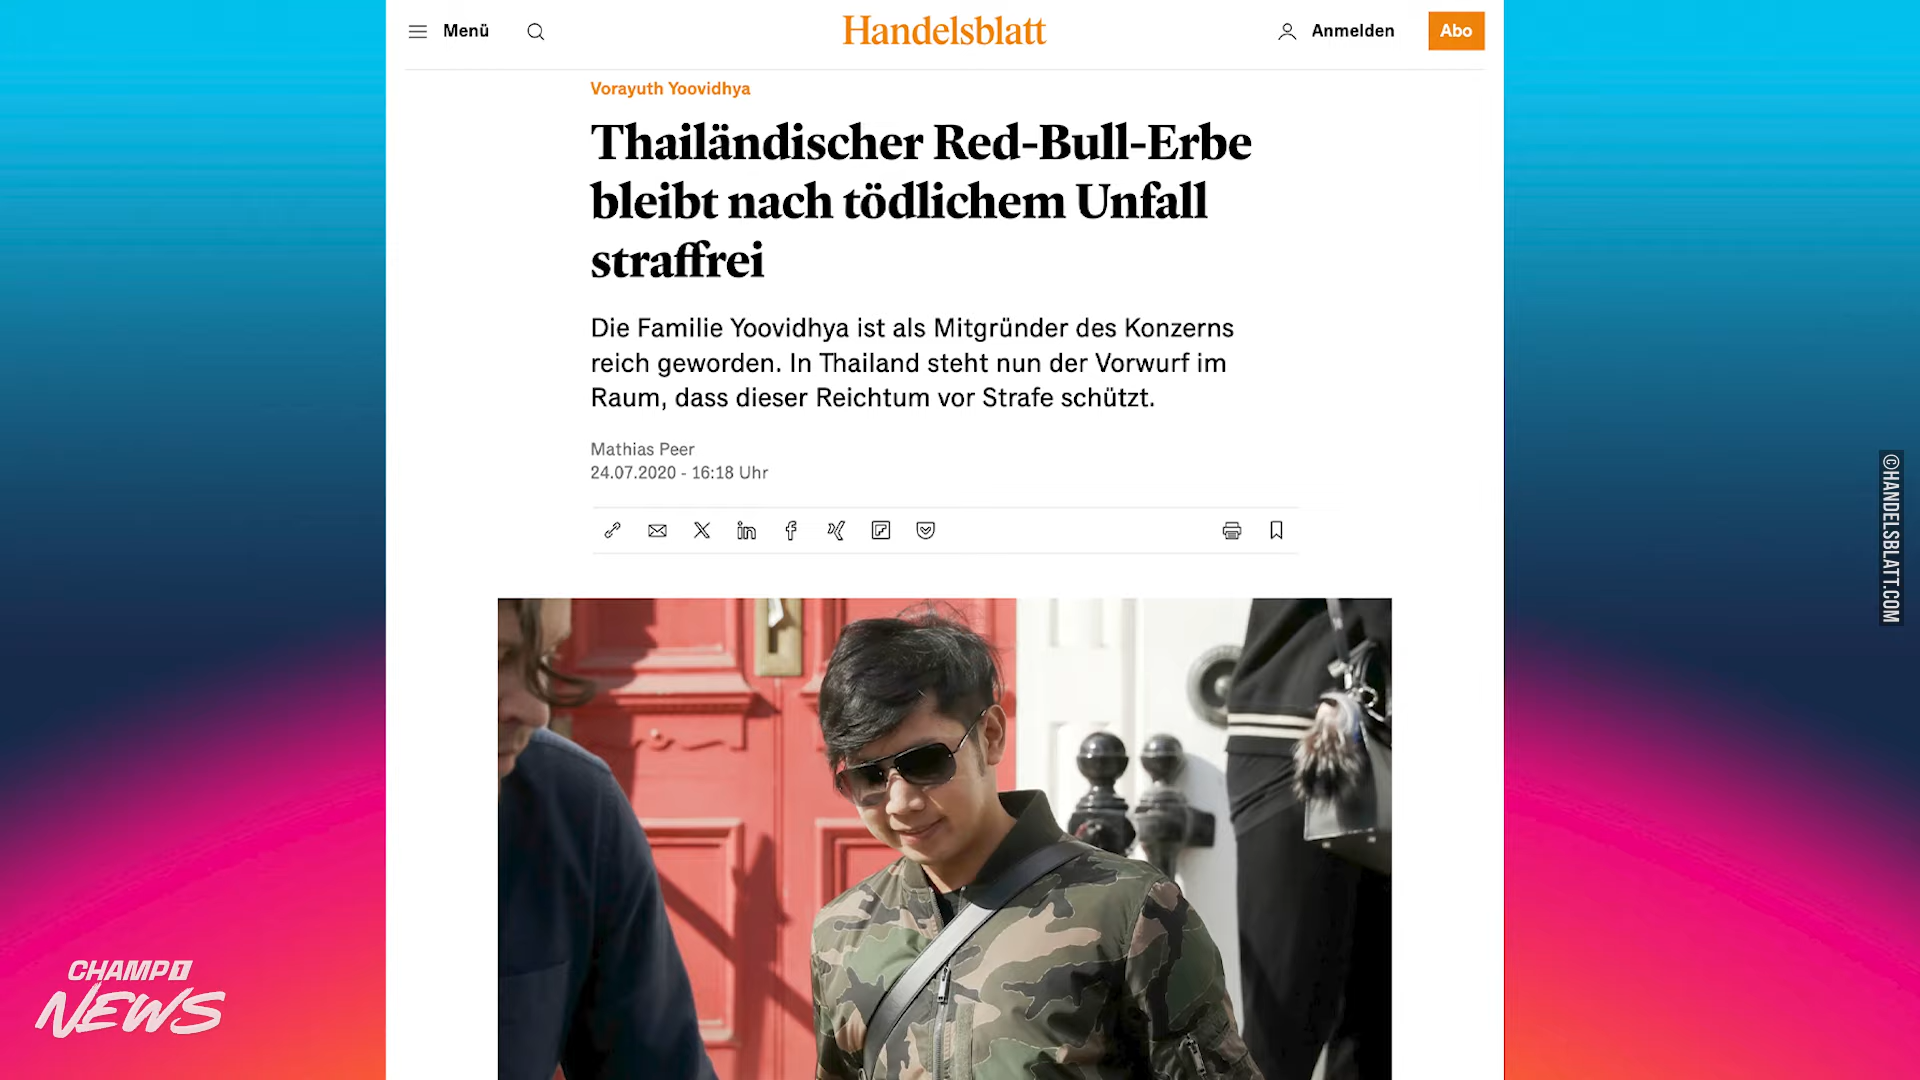 Menü
Handelsblatt
Anmelden
Abo
Vorayuth Yoovidhya
Thailändischer Red-Bull-Erbe
bleibt nach tödlichem Unfall
straffrei
Die Familie Yoovidhya ist als Mitgründer des Konzerns
reich geworden. In Thailand steht nun der Vorwurf im
Raum, dass dieser Reichtum vor Strafe schützt.
Mathias Peer
24.07.2020 - 16:18 Uhr
©HANDELSBLATT.COM
CHAMP1
NEWS